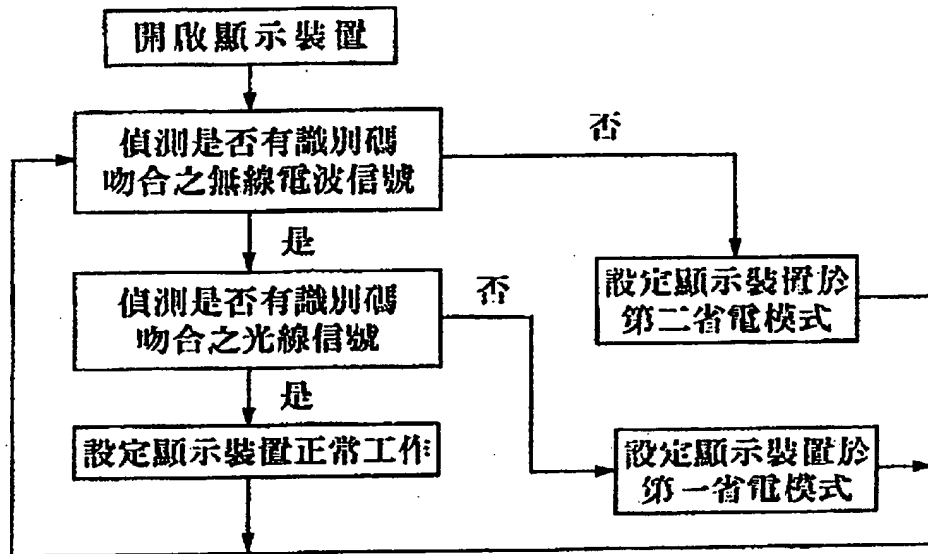 開啟顯示裝置
偵測是否有識別碼
吻合之無線電波信號
否
是
偵測是否有識別碼
吻合之光線信號
否
設定顯示裝置於
第二省電模式
是
設定顯示裝置正常工作
設定顯示裝置於
第一省電模式